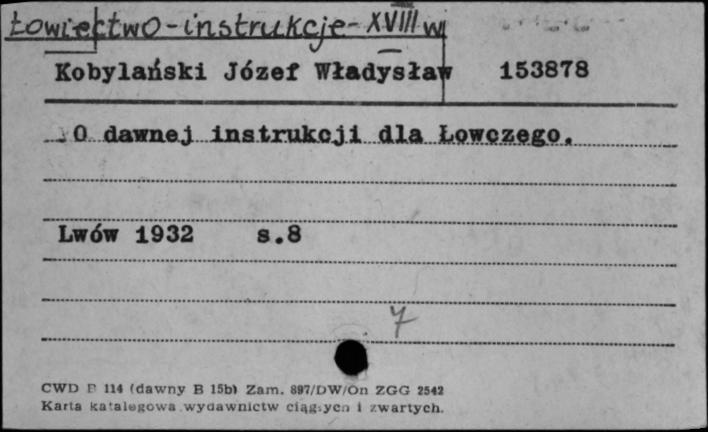 Łowiectwo-instrukcje-XVIII w
Kobylański Józef Władysław 153878
O dawnej instrukcji dla Łowczego.
Lwów 1932 s.8
7
CWD B 114 (dawny B 15b) Zam. 897/DW/On ZGG 2542
Karta katalogowa wydawnictw ciągłych i zwartych.